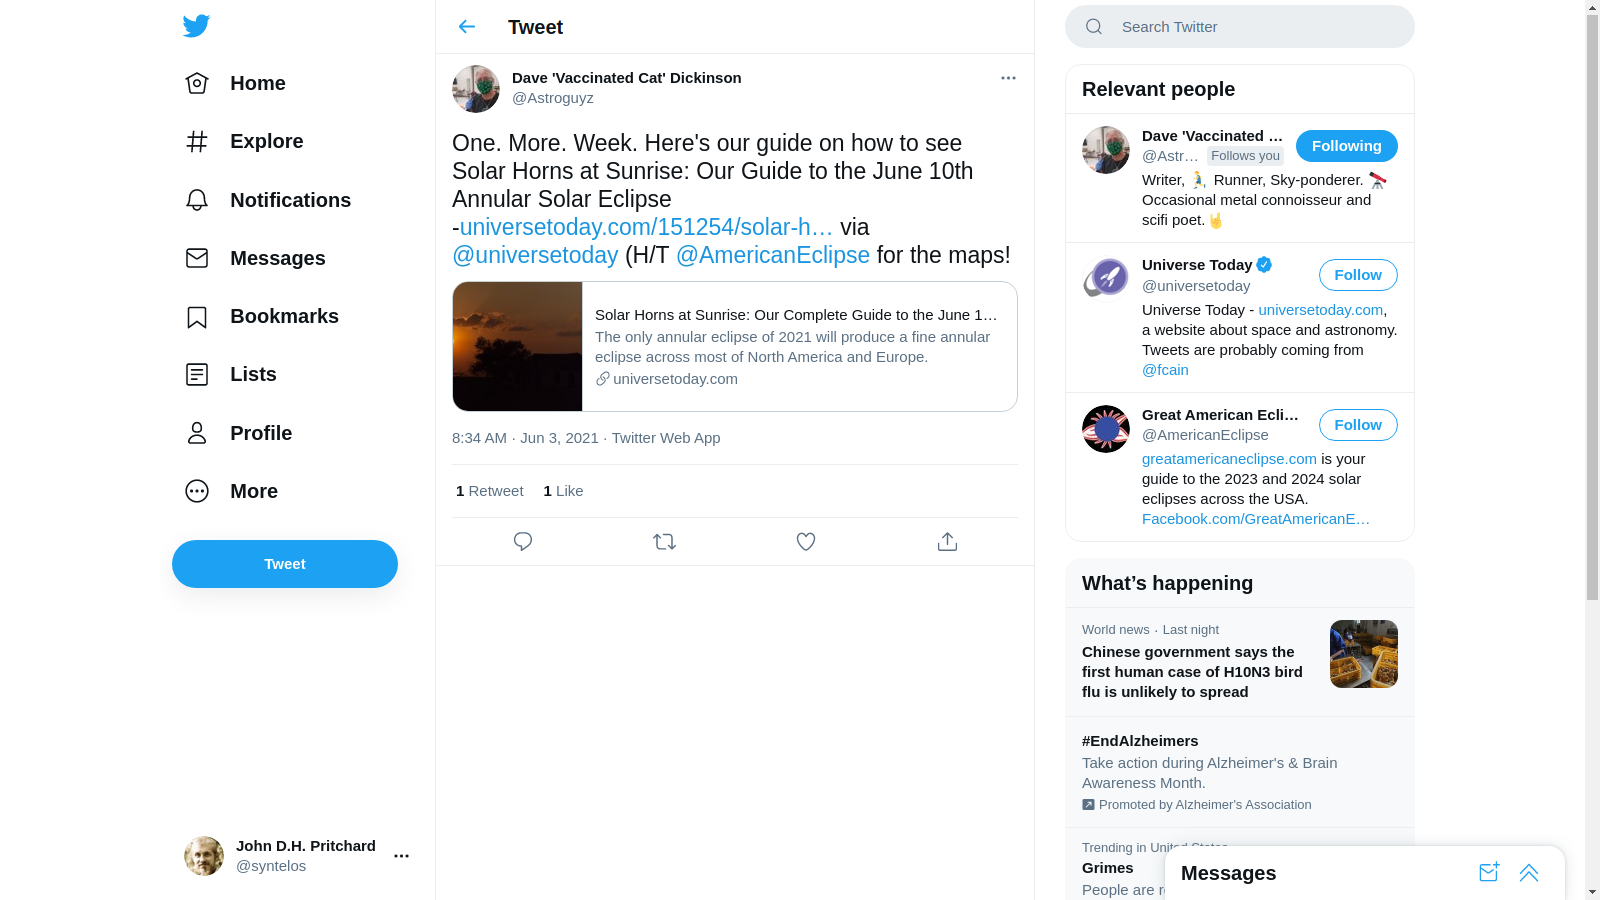 Home
Explore
Notifications
Messages
Bookmarks
Lists
Profile
More
Tweet
John D.H. Pritchard
@syntelos
Tweet
Dave 'Vaccinated Cat' Dickinson
@Astroguyz
One. More. Week. Here's our guide on how to see
Solar Horns at Sunrise: Our Guide to the June 10th
Annular Solar Eclipse
-universetoday.com/151254/solar-h… via
@universetoday (H/T @AmericanEclipse for the maps!
Solar Horns at Sunrise: Our Complete Guide to the June 1…
The only annular eclipse of 2021 will produce a fine annular
eclipse across most of North America and Europe.
universetoday.com
8:34 AM · Jun 3, 2021 · Twitter Web App
1 Retweet 1 Like
Search Twitter
Relevant people
Dave 'Vaccinated …
@Astr… Follows you
Following
Writer, 🏃 Runner, Sky-ponderer. 🔭
Occasional metal connoisseur and
scifi poet.🤘
Universe Today
@universetoday
Follow
Universe Today - universetoday.com,
a website about space and astronomy.
Tweets are probably coming from
@fcain
Great American Ecli…
@AmericanEclipse
Follow
greatamericaneclipse.com is your
guide to the 2023 and 2024 solar
eclipses across the USA.
Facebook.com/GreatAmericanE…
What's happening
World news · Last night
Chinese government says the
first human case of H10N3 bird
flu is unlikely to spread
#EndAlzheimers
Take action during Alzheimer's & Brain
Awareness Month.
Promoted by Alzheimer's Association
Trending in United States
Grimes
People are
Messages